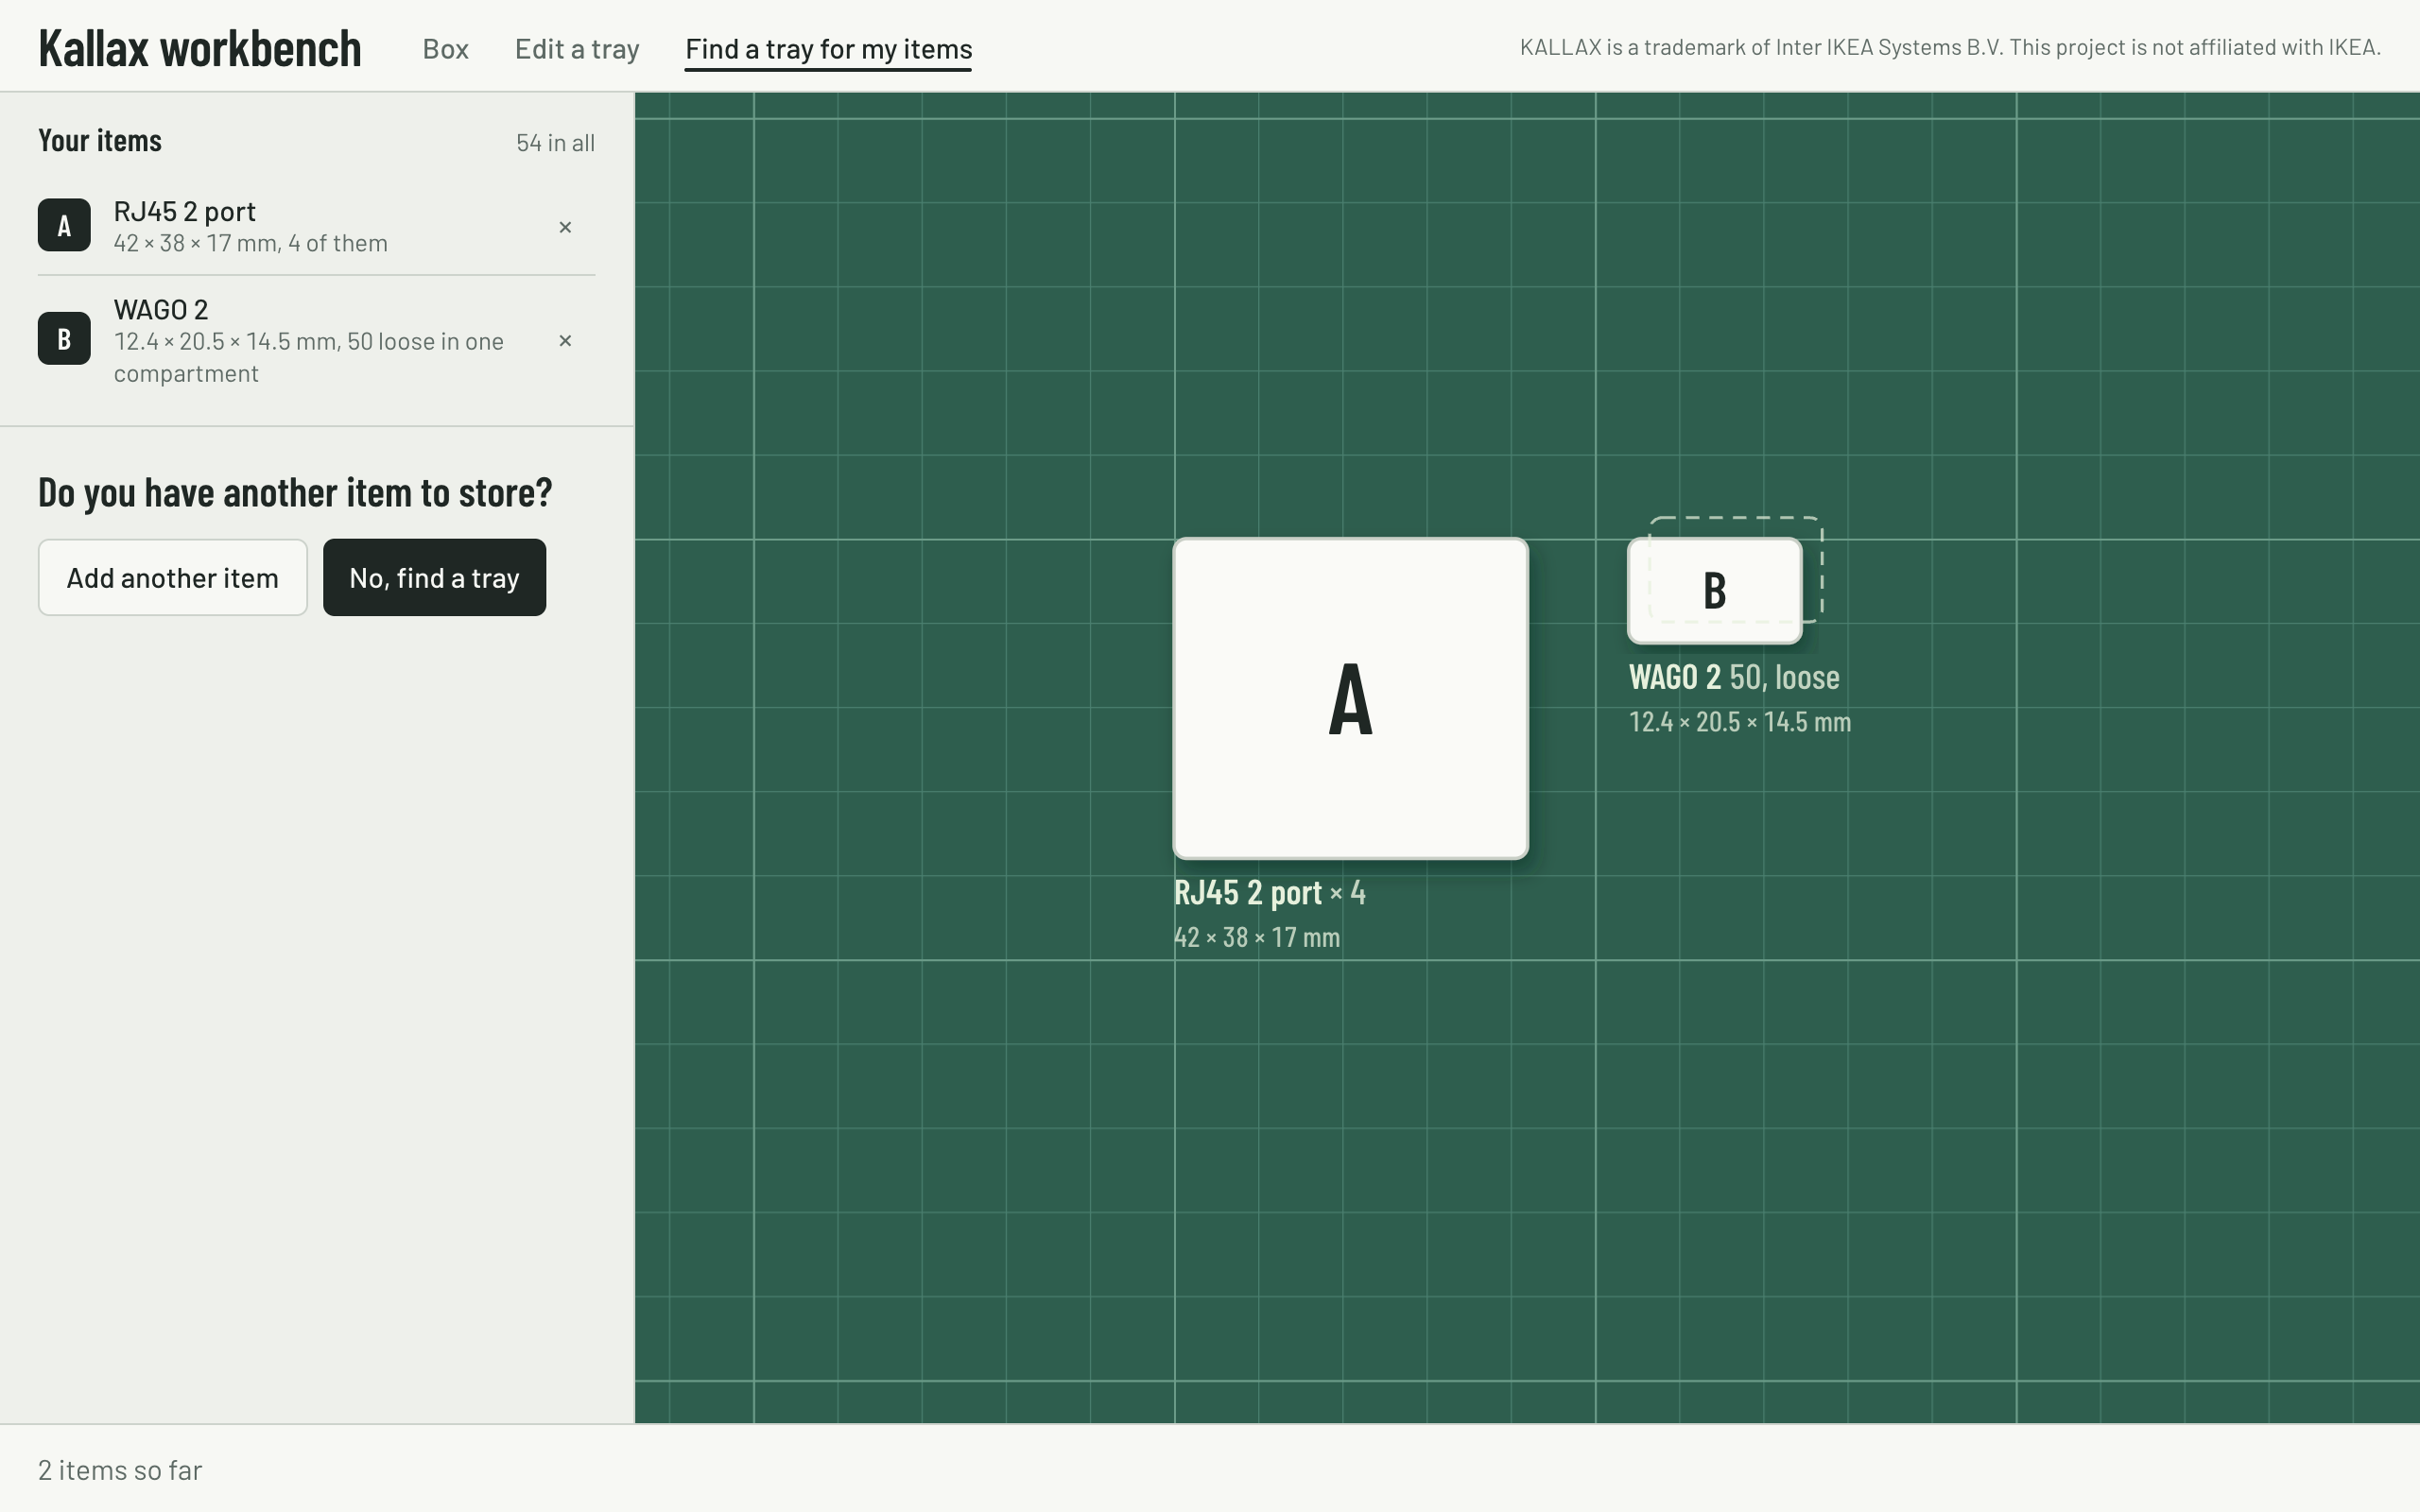 Kallax workbench
Box
Edit a tray
Find a tray for my items
KALLAX is a trademark of Inter IKEA Systems B.V. This project is not affiliated with IKEA.
Your items
54 in all
A
RJ45 2 port
42 × 38 × 17 mm, 4 of them
×
B
WAGO 2
12.4 × 20.5 × 14.5 mm, 50 loose in one
compartment
×
Do you have another item to store?
Add another item
No, find a tray
A
RJ45 2 port × 4
42 × 38 × 17 mm
B
WAGO 2 50, loose
12.4 × 20.5 × 14.5 mm
2 items so far